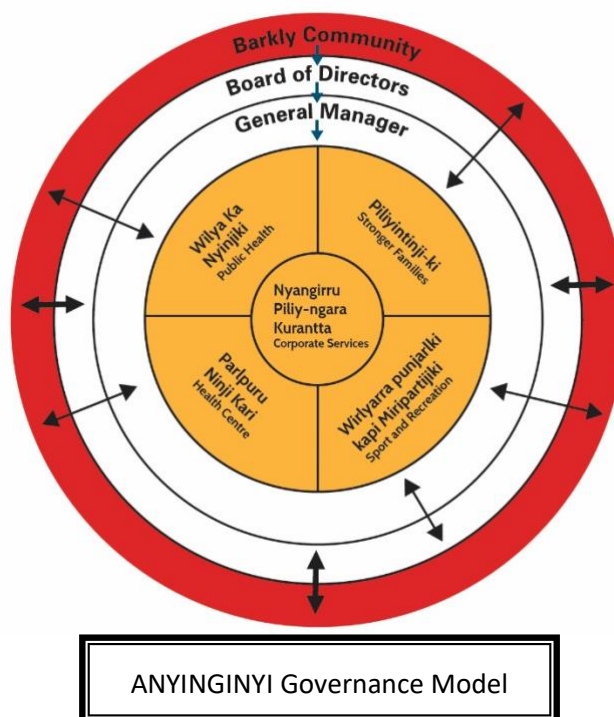 Barkly Community
Board of Directors
General Manager
Wilya Ka
Nyinjiki
Public Health
Piliyintinji-ki
Stronger Families
Nyangirru
Piliy-ngara
Kurantta
Corporate Services
Parlpuru
Ninji Kari
Health Centre
Wirlyarra punjarlki
kapi Miripartijiki
Sport and Recreation
ANYINGINYI Governance Model